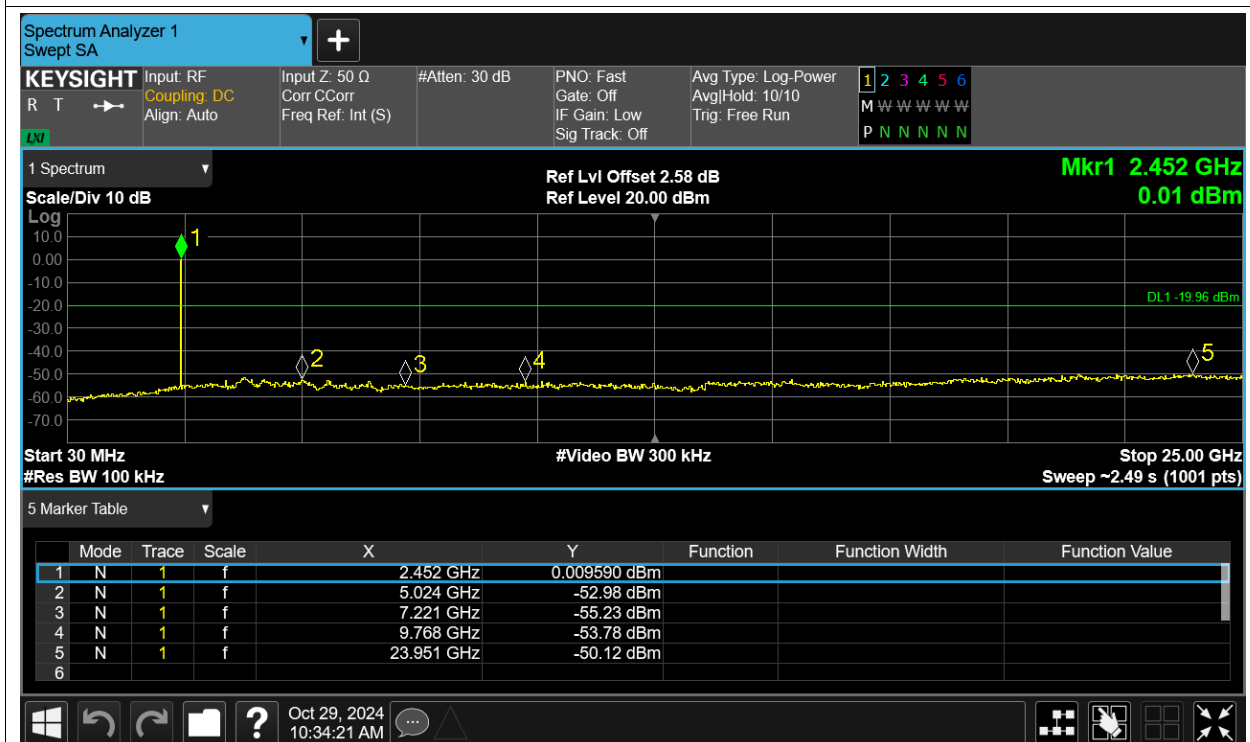 Spectrum Analyzer 1
Swept SA
+
KEYSIGHT
R T
LXI
Input: RF
Coupling: DC
Align: Auto
Input Z: 50 Ω
Corr CCorr
Freq Ref: Int (S)
#Atten: 30 dB
PNO: Fast
Gate: Off
IF Gain: Low
Sig Track: Off
Avg Type: Log-Power
Avg|Hold: 10/10
Trig: Free Run
1 2 3 4 5 6
M W W W W W
P N N N N N
1 Spectrum
Scale/Div 10 dB
Ref Lvl Offset 2.58 dB
Ref Level 20.00 dBm
Mkr1 2.452 GHz
0.01 dBm
Log
10.0
0.00
-10.0
-20.0
-30.0
-40.0
-50.0
-60.0
-70.0
1
2
3
4
5
DL1 -19.96 dBm
Start 30 MHz
#Res BW 100 kHz
#Video BW 300 kHz
Stop 25.00 GHz
Sweep ~2.49 s (1001 pts)
5 Marker Table
Mode Trace Scale X Y Function Function Width Function Value
1 N 1 f 2.452 GHz 0.009590 dBm
2 N 1 f 5.024 GHz -52.98 dBm
3 N 1 f 7.221 GHz -55.23 dBm
4 N 1 f 9.768 GHz -53.78 dBm
5 N 1 f 23.951 GHz -50.12 dBm
6
?
Oct 29, 2024
10:34:21 AM